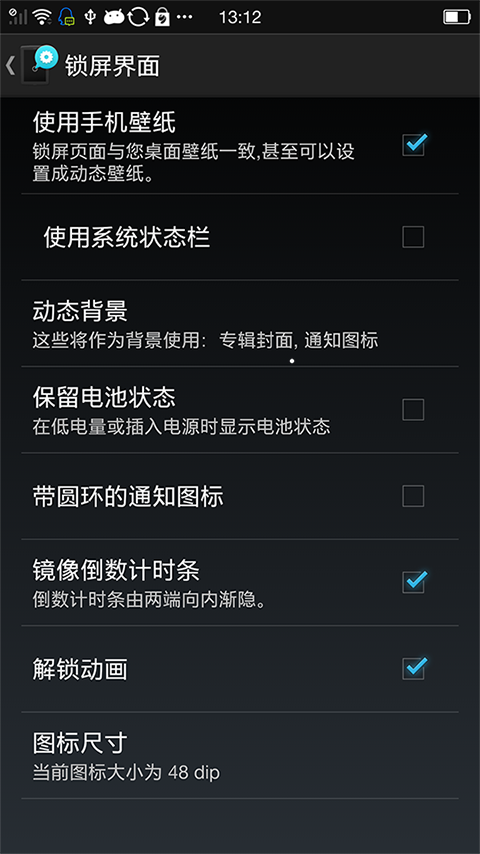 13:12
锁屏界面
使用手机壁纸
锁屏页面与您桌面壁纸一致,甚至可以设
置成动态壁纸。
使用系统状态栏
动态背景
这些将作为背景使用：专辑封面, 通知图标
保留电池状态
在低电量或插入电源时显示电池状态
带圆环的通知图标
镜像倒数计时条
倒数计时条由两端向内渐隐。
解锁动画
图标尺寸
当前图标大小为 48 dip